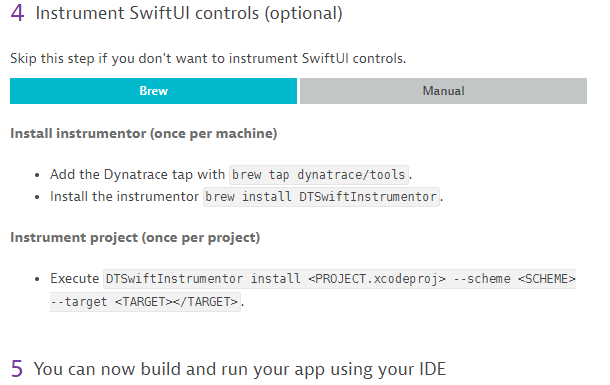 4 Instrument SwiftUI controls (optional)
Skip this step if you don't want to instrument SwiftUI controls.
Brew
Manual
Install instrumentor (once per machine)
• Add the Dynatrace tap with brew tap dynatrace/tools.
• Install the instrumentor brew install DTSwiftInstrumentor.
Instrument project (once per project)
• Execute DTSwiftInstrumentor install <PROJECT.xcodeproj> --scheme <SCHEME>
--target <TARGET></TARGET>.
5 You can now build and run your app using your IDE